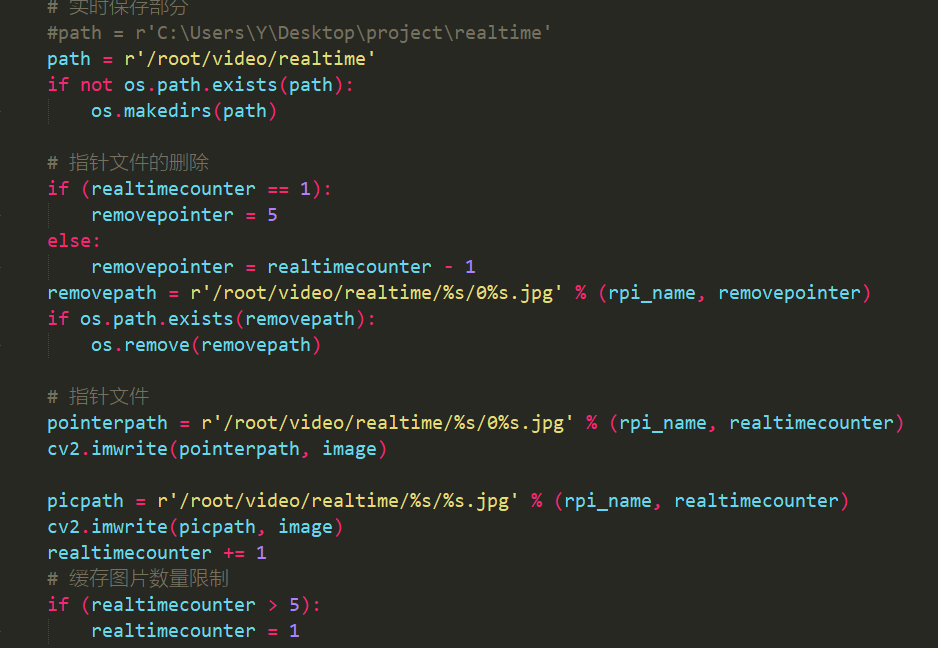 # 实时保存部分
#path = r'C:\Users\Y\Desktop\project\realtime'
path = r'/root/video/realtime'
if not os.path.exists(path):
    os.makedirs(path)
# 指针文件的删除
if (realtimecounter == 1):
    removepointer = 5
else:
    removepointer = realtimecounter - 1
removepath = r'/root/video/realtime/%s/0%s.jpg' % (rpi_name, removepointer)
if os.path.exists(removepath):
    os.remove(removepath)
# 指针文件
pointerpath = r'/root/video/realtime/%s/0%s.jpg' % (rpi_name, realtimecounter)
cv2.imwrite(pointerpath, image)
picpath = r'/root/video/realtime/%s/%s.jpg' % (rpi_name, realtimecounter)
cv2.imwrite(picpath, image)
realtimecounter += 1
# 缓存图片数量限制
if (realtimecounter > 5):
    realtimecounter = 1